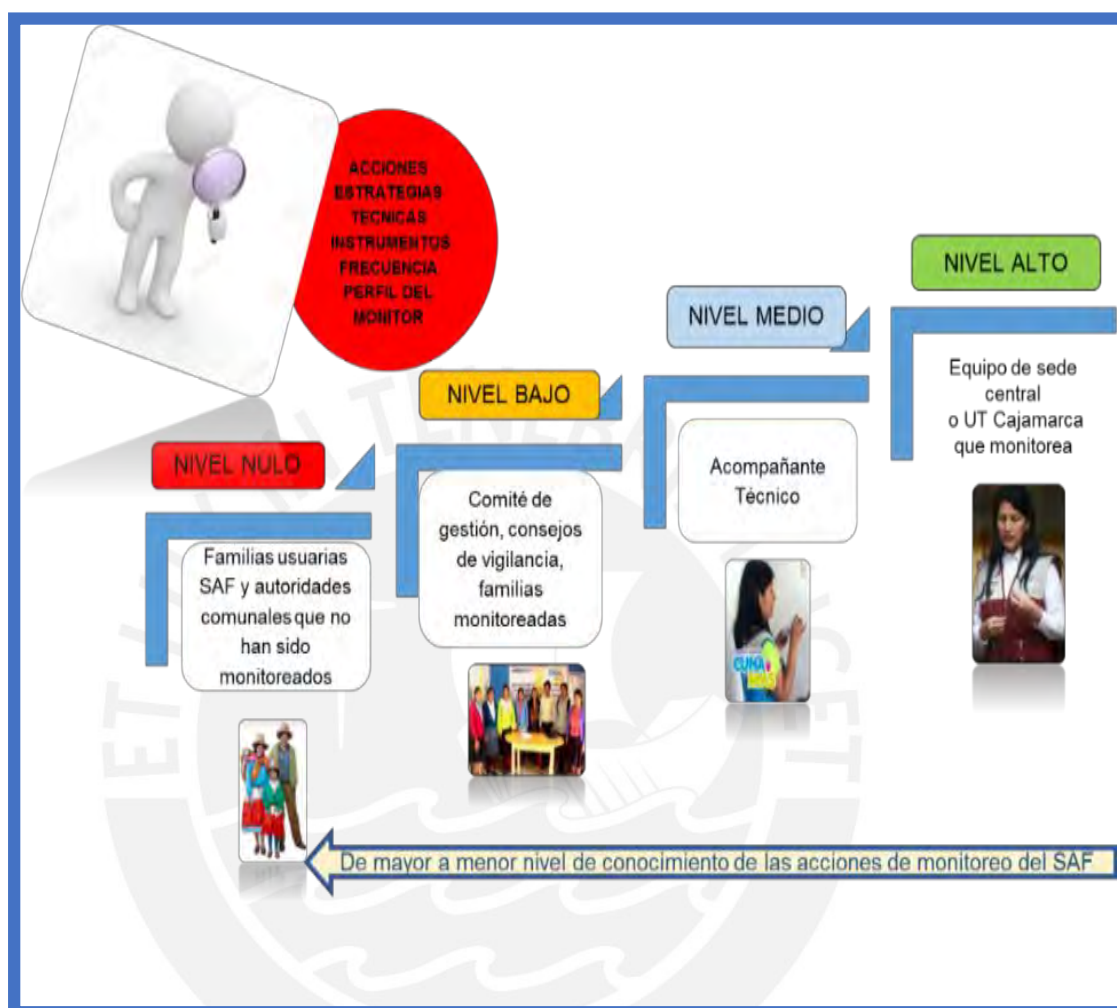 ACCIONES
ESTRATEGIAS
TECNICAS
INSTRUMENTOS
FRECUENCIA
PERFIL DEL
MONITOR
NIVEL ALTO
Equipo de sede
central
o UT Cajamarca
que monitorea
NIVEL MEDIO
Acompañante
Técnico
NIVEL BAJO
Comité de
gestión, consejos
de vigilancia,
familias
monitoreadas
NIVEL NULO
Familias usuarias
SAF y autoridades
comunales que no
han sido
monitoreados
CUNA
MAS
De mayor a menor nivel de conocimiento de las acciones de monitoreo del SAF